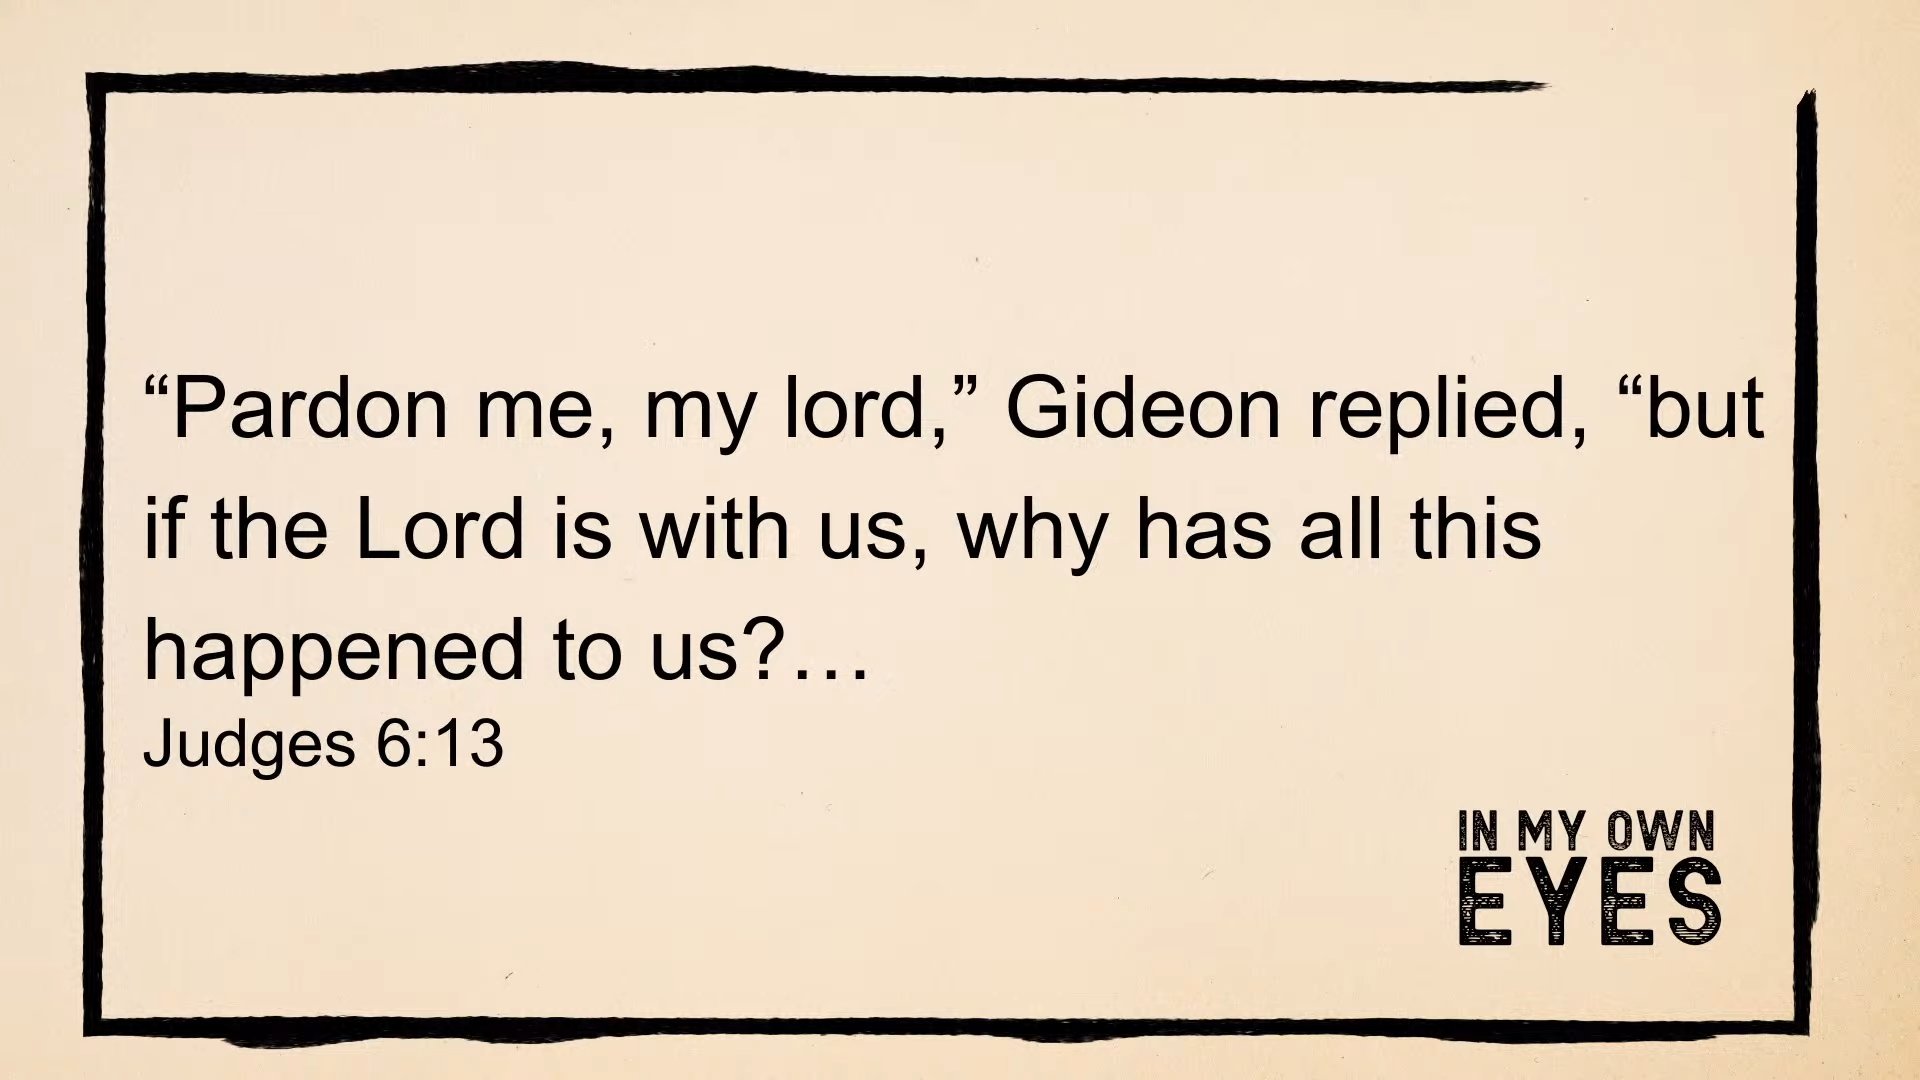 “Pardon me, my lord,” Gideon replied, “but
if the Lord is with us, why has all this
happened to us?…
Judges 6:13
IN MY OWN
EYES